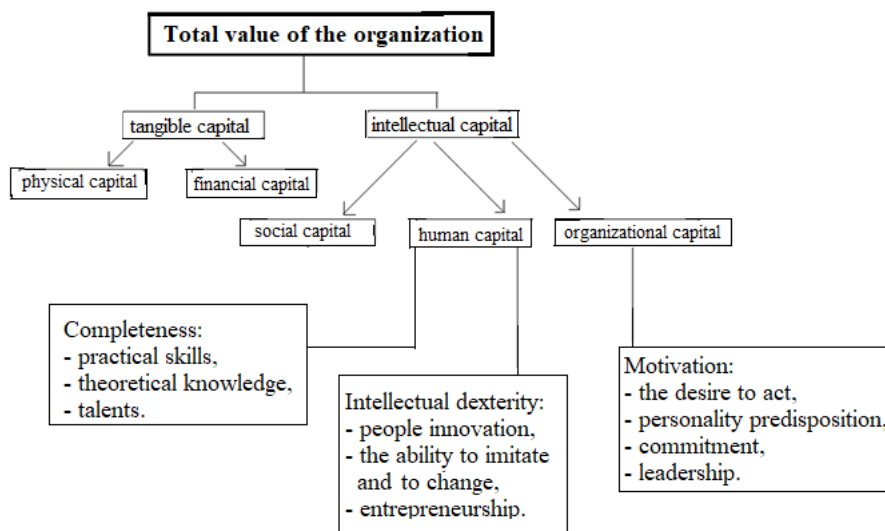 Total value of the organization
tangible capital
intellectual capital
physical capital
financial capital
social capital
human capital
organizational capital
Completeness:
- practical skills,
- theoretical knowledge,
- talents.
Intellectual dexterity:
- people innovation,
- the ability to imitate
and to change,
- entrepreneurship.
Motivation:
- the desire to act,
- personality predisposition,
- commitment,
- leadership.